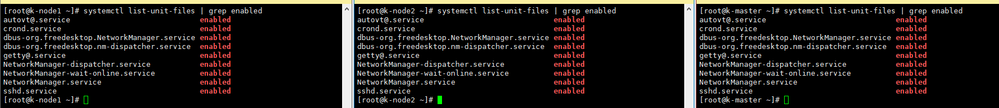 [root@k-node1 ~]# systemctl list-unit-files | grep enabled
autovt@.service enabled
crond.service enabled
dbus-org.freedesktop.NetworkManager.service enabled
dbus-org.freedesktop.nm-dispatcher.service enabled
getty@.service enabled
NetworkManager-dispatcher.service enabled
NetworkManager-wait-online.service enabled
NetworkManager.service enabled
sshd.service enabled
[root@k-node1 ~]#
[root@k-node2 ~]# systemctl list-unit-files | grep enabled
autovt@.service enabled
crond.service enabled
dbus-org.freedesktop.NetworkManager.service enabled
dbus-org.freedesktop.nm-dispatcher.service enabled
getty@.service enabled
NetworkManager-dispatcher.service enabled
NetworkManager-wait-online.service enabled
NetworkManager.service enabled
sshd.service enabled
[root@k-node2 ~]#
[root@k-master ~]# systemctl list-unit-files | grep enabled
autovt@.service enabled
crond.service enabled
dbus-org.freedesktop.NetworkManager.service enabled
dbus-org.freedesktop.nm-dispatcher.service enabled
getty@.service enabled
NetworkManager-dispatcher.service enabled
NetworkManager-wait-online.service enabled
NetworkManager.service enabled
sshd.service enabled
[root@k-master ~]#